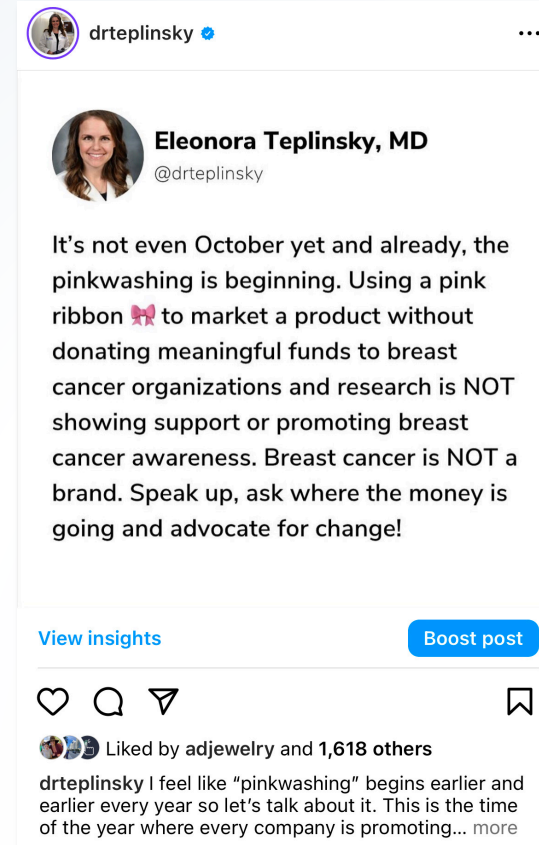 drteplinsky
Eleonora Teplinsky, MD
@drteplinsky
It's not even October yet and already, the
pinkwashing is beginning. Using a pink
ribbon 🎀 to market a product without
donating meaningful funds to breast
cancer organizations and research is NOT
showing support or promoting breast
cancer awareness. Breast cancer is NOT a
brand. Speak up, ask where the money is
going and advocate for change!
View insights
Boost post
Liked by adjewelry and 1,618 others
drteplinsky I feel like “pinkwashing” begins earlier and
earlier every year so let’s talk about it. This is the time
of the year where every company is promoting... more